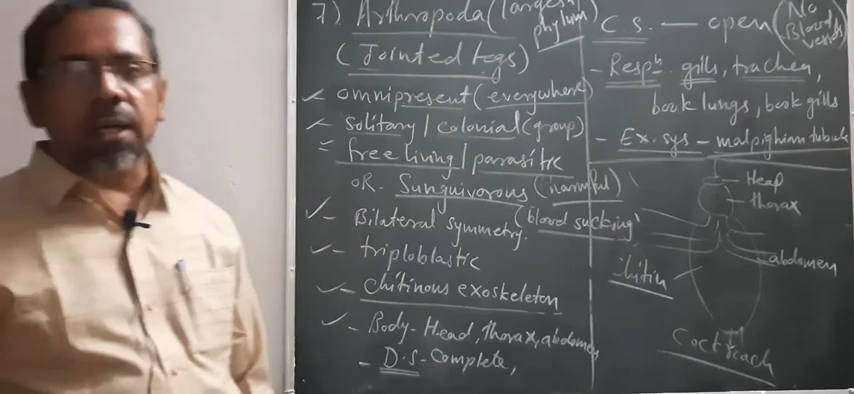 7) Arthropoda (largest phylum)
(Jointed legs)
- omnipresent (everywhere)
- solitary / colonial (group)
= free living / parasitic
OR - Sunguivorous (harmful)
(blood sucking)
- Bilateral symmetry.
- triploblastic
- chitinous exoskeleton
- Body - Head, thorax, abdomen
- D.S - Complete,
C.S. — open (No Blood vessels)
- Respⁿ. gills, trachea,
book lungs, book gills
- Ex. sys - malpighian tubule
Head
thorax
abdomen
chitin
Cockroach